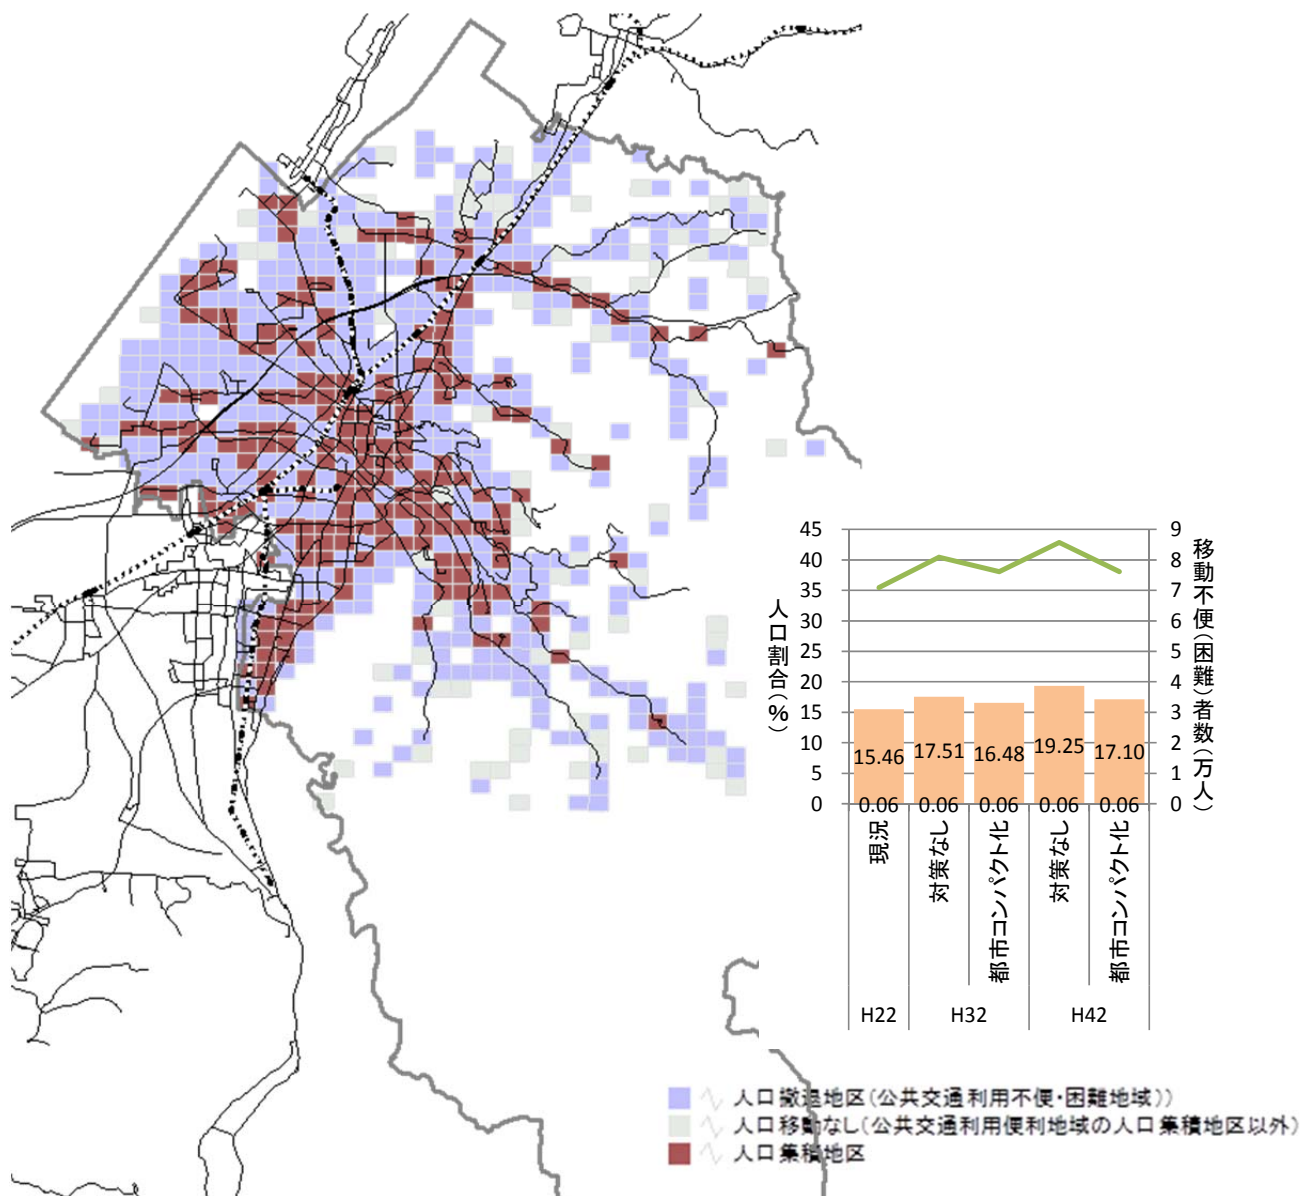 45
40
35
30
25
20
15
10
5
0
人口割合(%)
9
8
7
6
5
4
3
2
1
0
移動不便(困難)者数(万人)
15.46
17.51
16.48
19.25
17.10
0.06
0.06
0.06
0.06
0.06
現況
対策なし
都市コンパクト化
対策なし
都市コンパクト化
H22
H32
H42
人口撤退地区(公共交通利用不便・困難地域))
人口移動なし(公共交通利用便利地域の人口集積地区以外)
人口集積地区